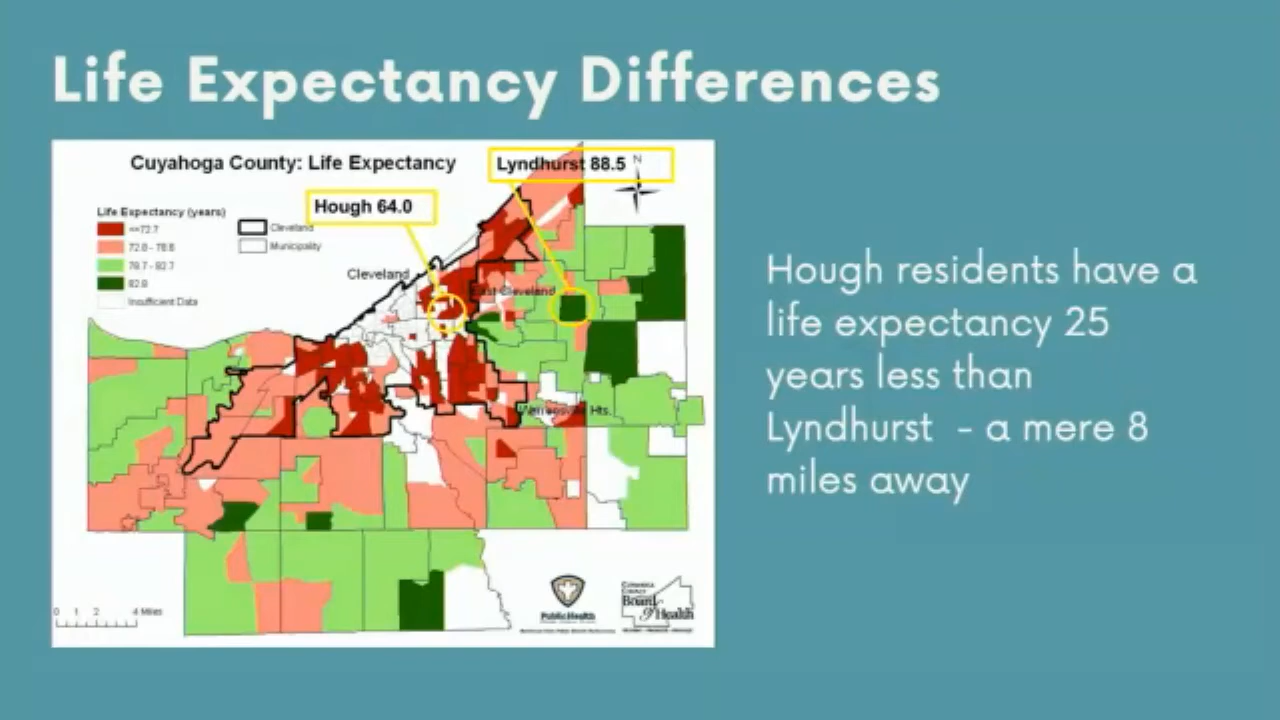 Life Expectancy Differences
Cuyahoga County: Life Expectancy
Lyndhurst 88.5
N
Hough 64.0
Life Expectancy (years)
<=72.7
72.8 - 78.6
78.7 - 82.7
82.8
Insufficient Data
Cleveland
Municipality
Cleveland
East Cleveland
Warrensville Hts.
0 1 2 4 Miles
Public Health
Board
of Health
Hough residents have a
life expectancy 25
years less than
Lyndhurst - a mere 8
miles away